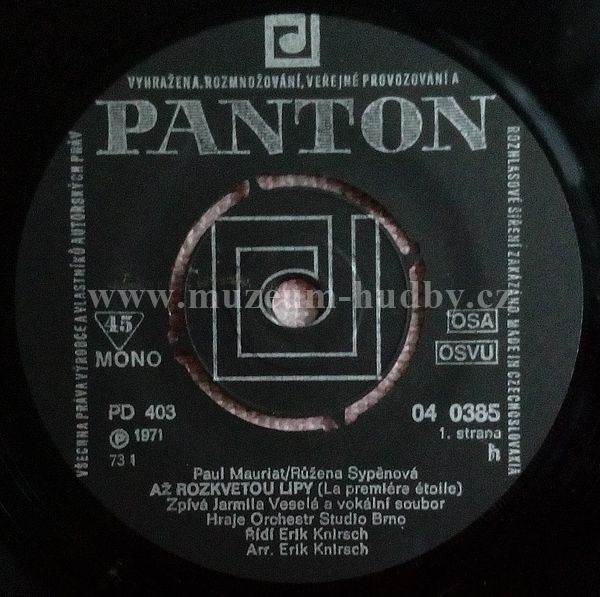 VYHRAŽENA. ROZMNOŽOVÁNÍ, VEŘEJNÉ PROVOZOVÁNÍ A
PANTON
VŠECHNA PRÁVA VÝROBCE A VLASTNÍKŮ AUTORSKÝCH PRÁV
ROZHLASOVÉ ŠÍŘENÍ ZAKÁZÁNO. MADE IN CZECHOSLOVAKIA
www.muzeum-hudby.cz
45
MONO
OSA
OSVU
PD 403
04 0385
℗ 1971
1. strana
73 1
h
Paul Mauriat/Růžena Sypěnová
AŽ ROZKVETOU LÍPY (La premiére étoile)
Zpívá Jarmila Veselá a vokální soubor
Hraje Orchestr Studio Brno
Řídí Erik Knirsch
Arr. Erik Knirsch